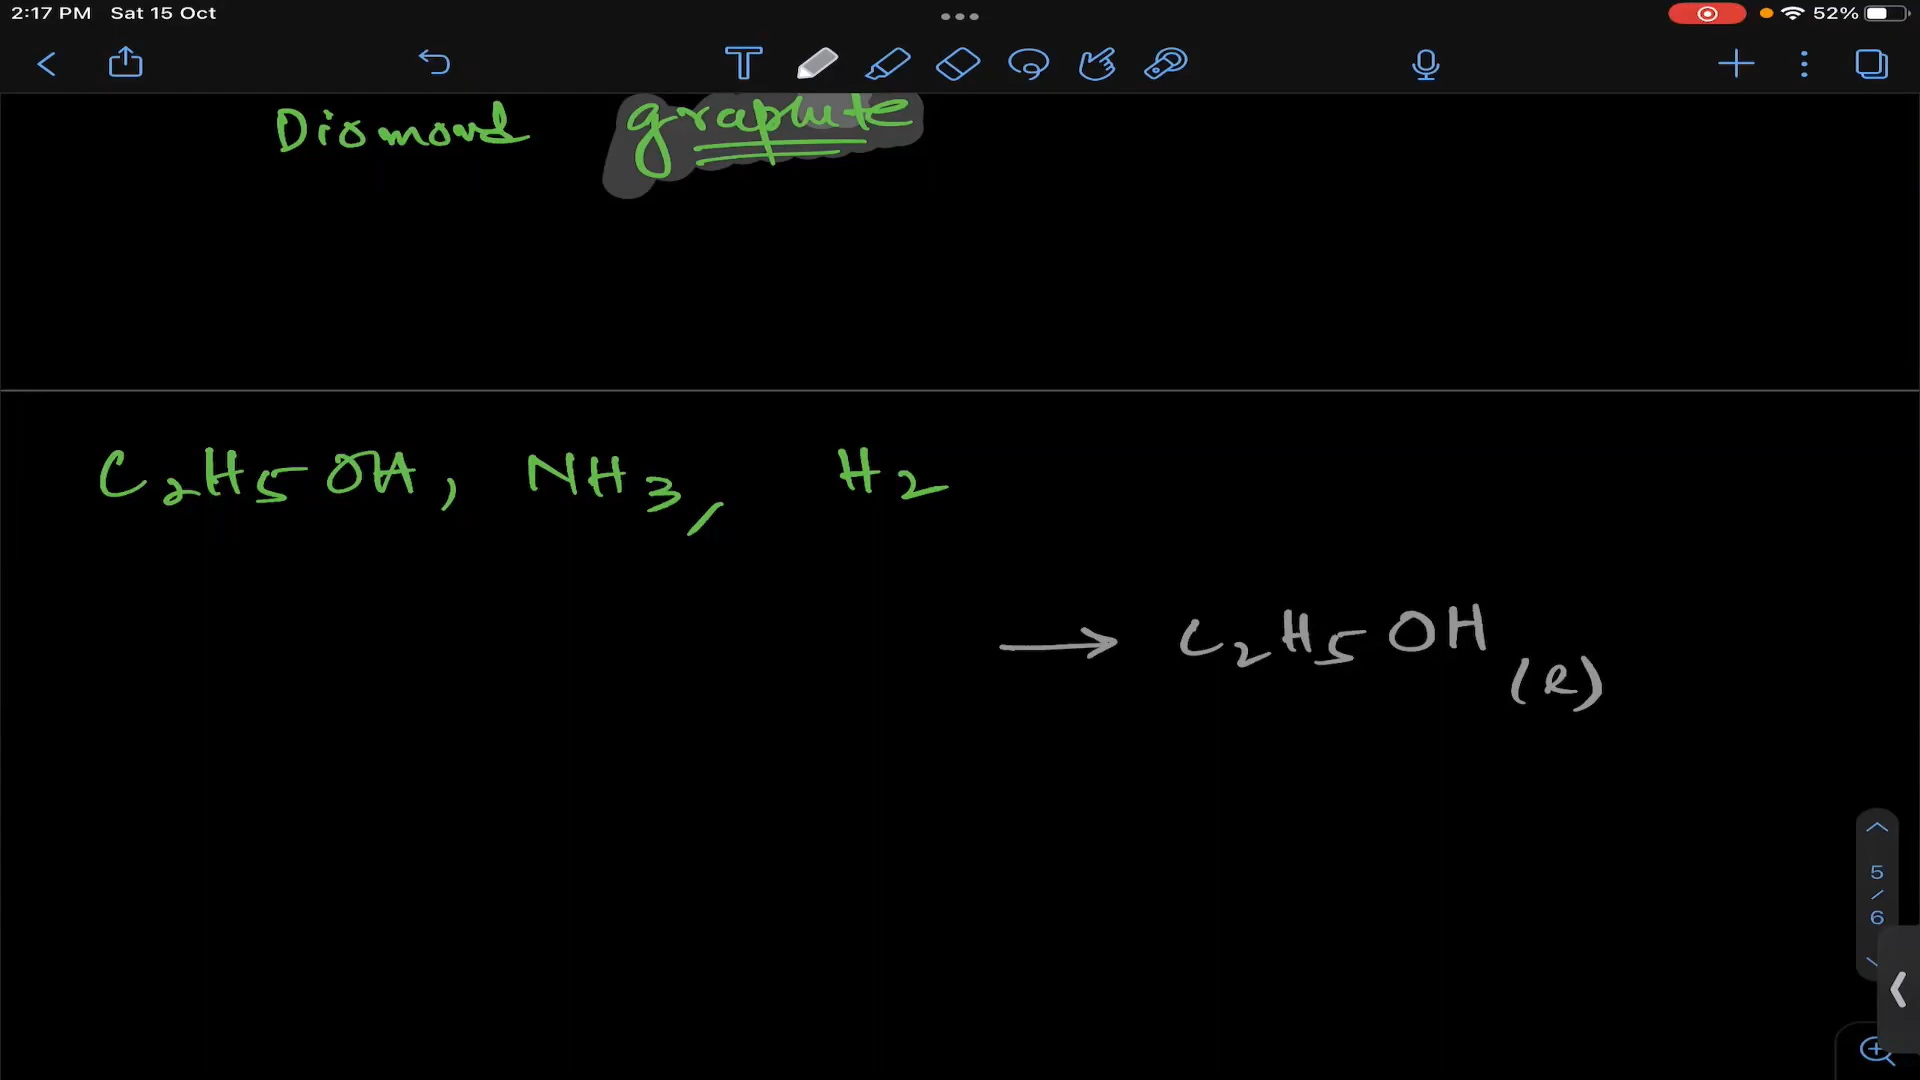 2:17 PM Sat 15 Oct
52%
T
Diamond graphite
C₂H₅OH, NH₃, H₂
→ C₂H₅OH (l)
5
/
6